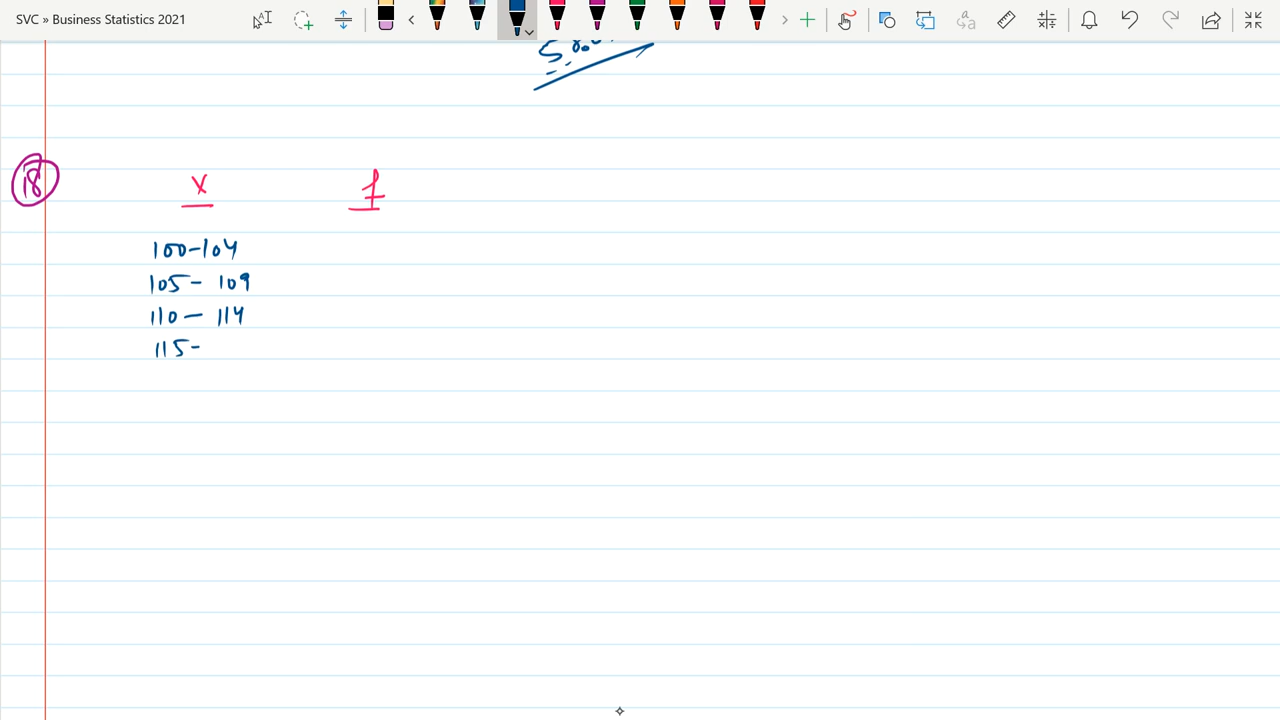 SVC » Business Statistics 2021
18
x f
100-104
105- 109
110 - 114
115-